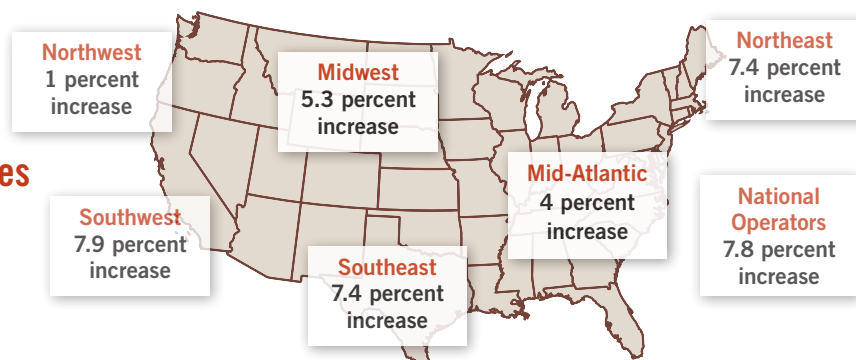 Northwest
1 percent
increase
Midwest
5.3 percent
increase
Northeast
7.4 percent
increase
es
Mid-Atlantic
4 percent
increase
Southwest
7.9 percent
increase
National
Operators
7.8 percent
increase
Southeast
7.4 percent
increase